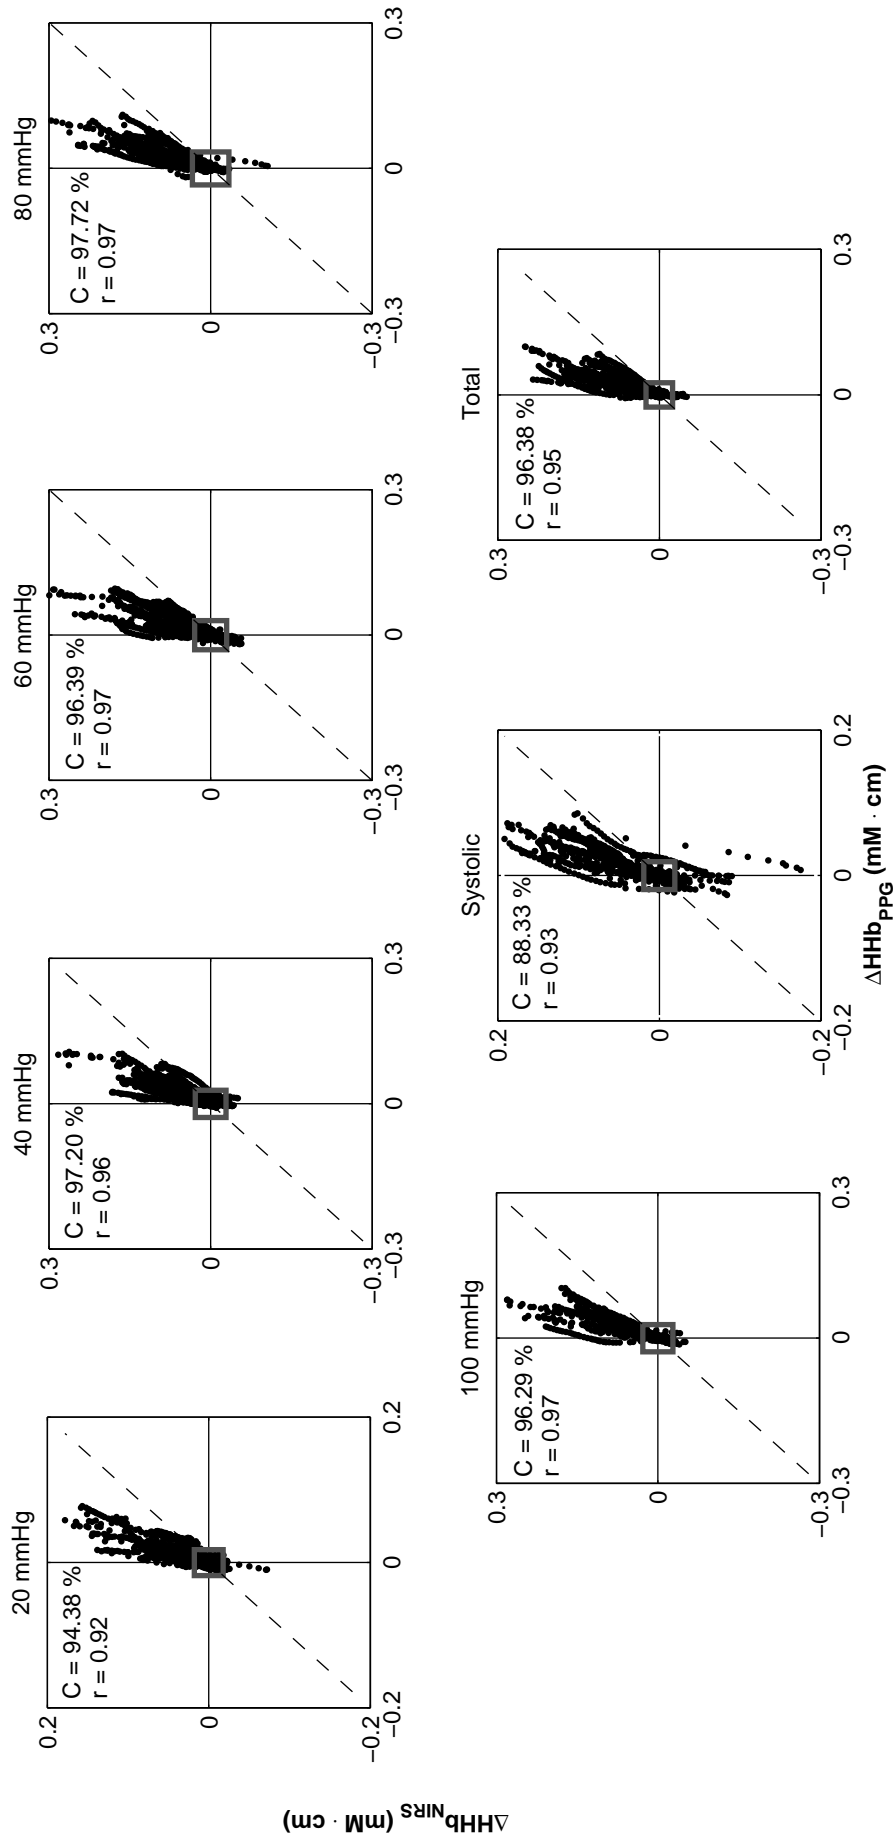 20 mmHg
C = 94.38 %
r = 0.92
0.2
0
−0.2
−0.2
0
0.2
40 mmHg
C = 97.20 %
r = 0.96
0.3
0
−0.3
−0.3
0
0.3
60 mmHg
C = 96.39 %
r = 0.97
0.3
0
−0.3
−0.3
0
0.3
80 mmHg
C = 97.72 %
r = 0.97
0.3
0
−0.3
−0.3
0
0.3
100 mmHg
C = 96.29 %
r = 0.97
0.3
0
−0.3
−0.3
0
0.3
Systolic
C = 88.33 %
r = 0.93
0.2
0
−0.2
−0.2
0
0.2
Total
C = 96.38 %
r = 0.95
0.3
0
−0.3
−0.3
0
0.3
ΔHHbNIRS (mM · cm)
ΔHHbPPG (mM · cm)